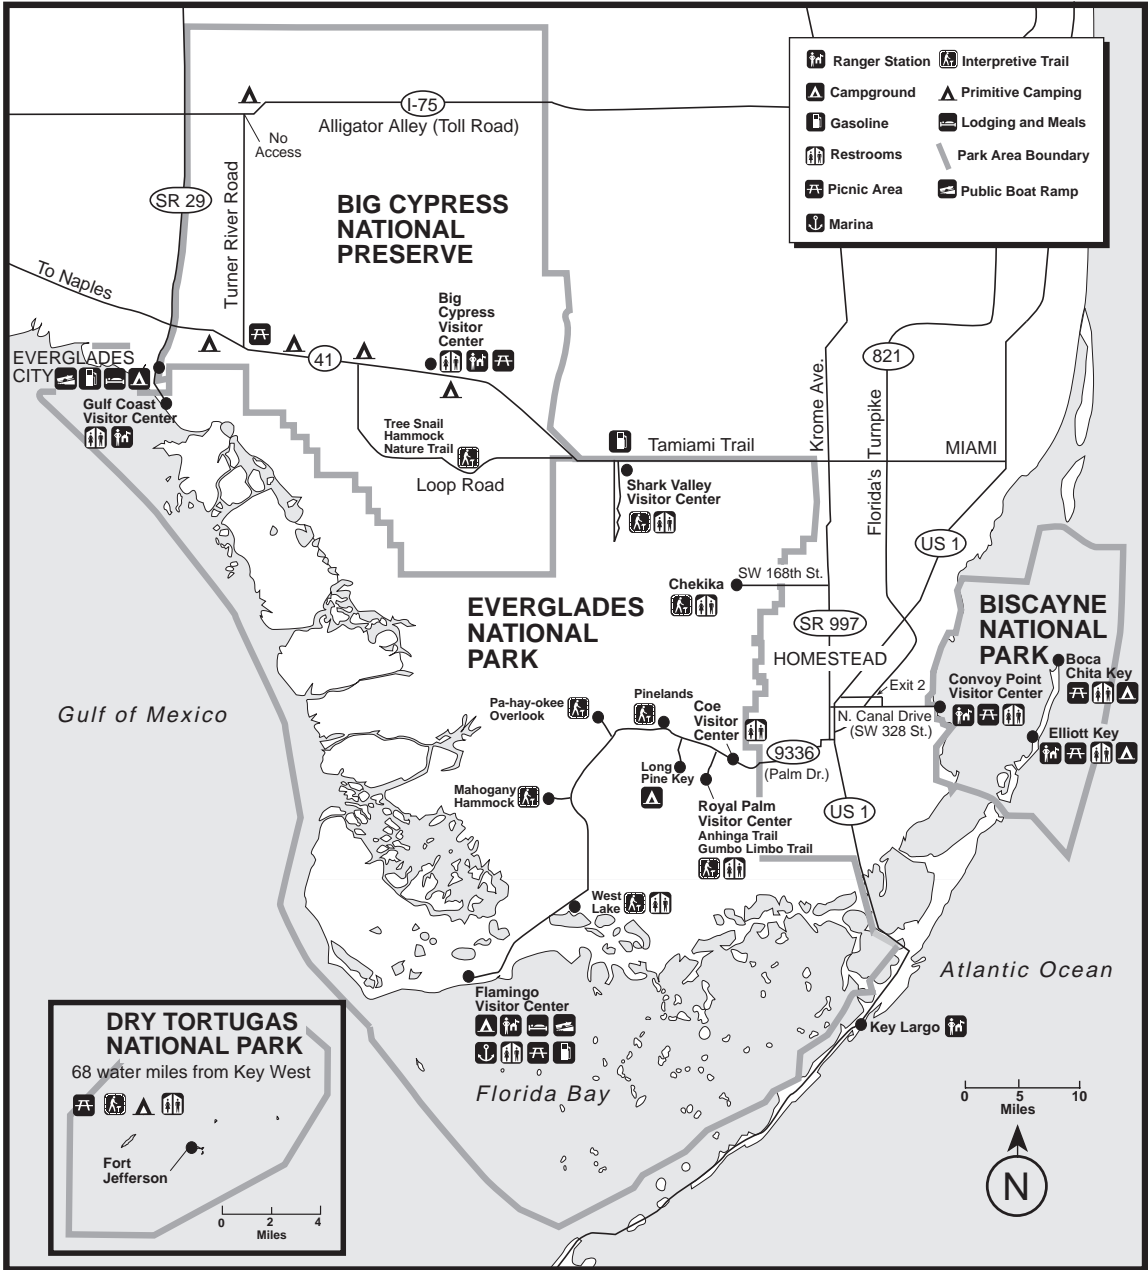 Ranger Station
Interpretive Trail
Campground
Primitive Camping
Gasoline
Lodging and Meals
Restrooms
Park Area Boundary
Picnic Area
Public Boat Ramp
Marina
I-75
Alligator Alley (Toll Road)
No
Access
SR 29
Turner River Road
BIG CYPRESS
NATIONAL
PRESERVE
To Naples
Big
Cypress
Visitor
Center
41
EVERGLADES
CITY
Gulf Coast
Visitor Center
Tree Snail
Hammock
Nature Trail
Loop Road
Tamiami Trail
Krome Ave.
821
Florida's Turnpike
MIAMI
Shark Valley
Visitor Center
US 1
SW 168th St.
Chekika
EVERGLADES
NATIONAL
PARK
SR 997
HOMESTEAD
BISCAYNE
NATIONAL
PARK
Boca
Chita Key
Exit 2
Convoy Point
Visitor Center
N. Canal Drive
(SW 328 St.)
Elliott Key
Gulf of Mexico
Pa-hay-okee
Overlook
Pinelands
Coe
Visitor
Center
9336
(Palm Dr.)
Long
Pine Key
Mahogany
Hammock
Royal Palm
Visitor Center
Anhinga Trail
Gumbo Limbo Trail
US 1
West
Lake
Atlantic Ocean
Flamingo
Visitor Center
Key Largo
Florida Bay
DRY TORTUGAS
NATIONAL PARK
68 water miles from Key West
Fort
Jefferson
0 2 4
Miles
0 5 10
Miles
N